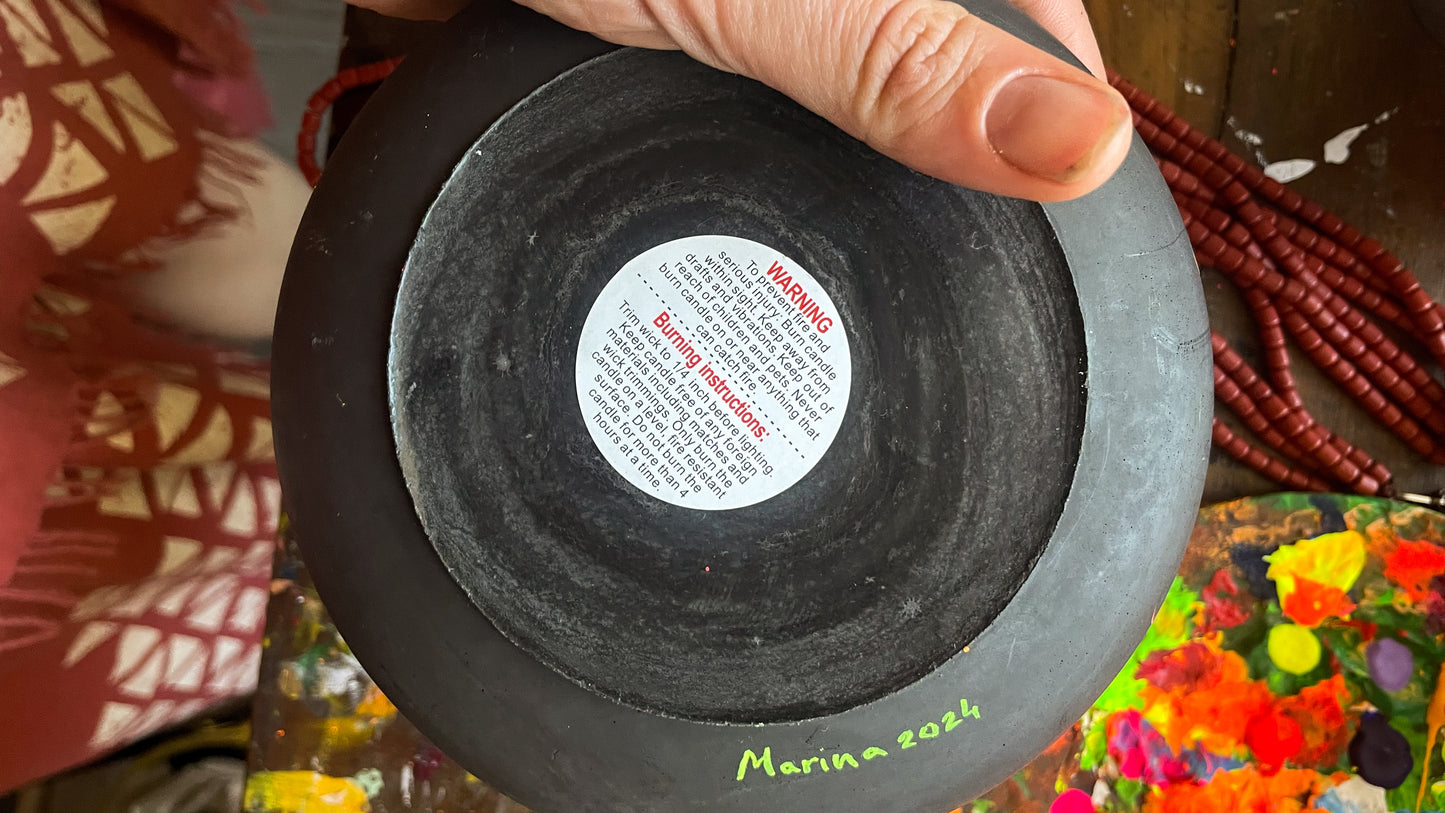 WARNING
To prevent fire and
serious injury: Burn candle
within sight. Keep away from
drafts and vibrations. Keep out of
reach of children and pets. Never
burn candle on or near anything that
can catch fire.
Burning instructions:
Trim wick to 1/4 inch before lighting.
Keep candle free of any foreign
materials including matches and
wick trimmings. Only burn the
candle on a level, fire resistant
surface. Do not burn the
candle for more than 4
hours at a time.
Marina 2024